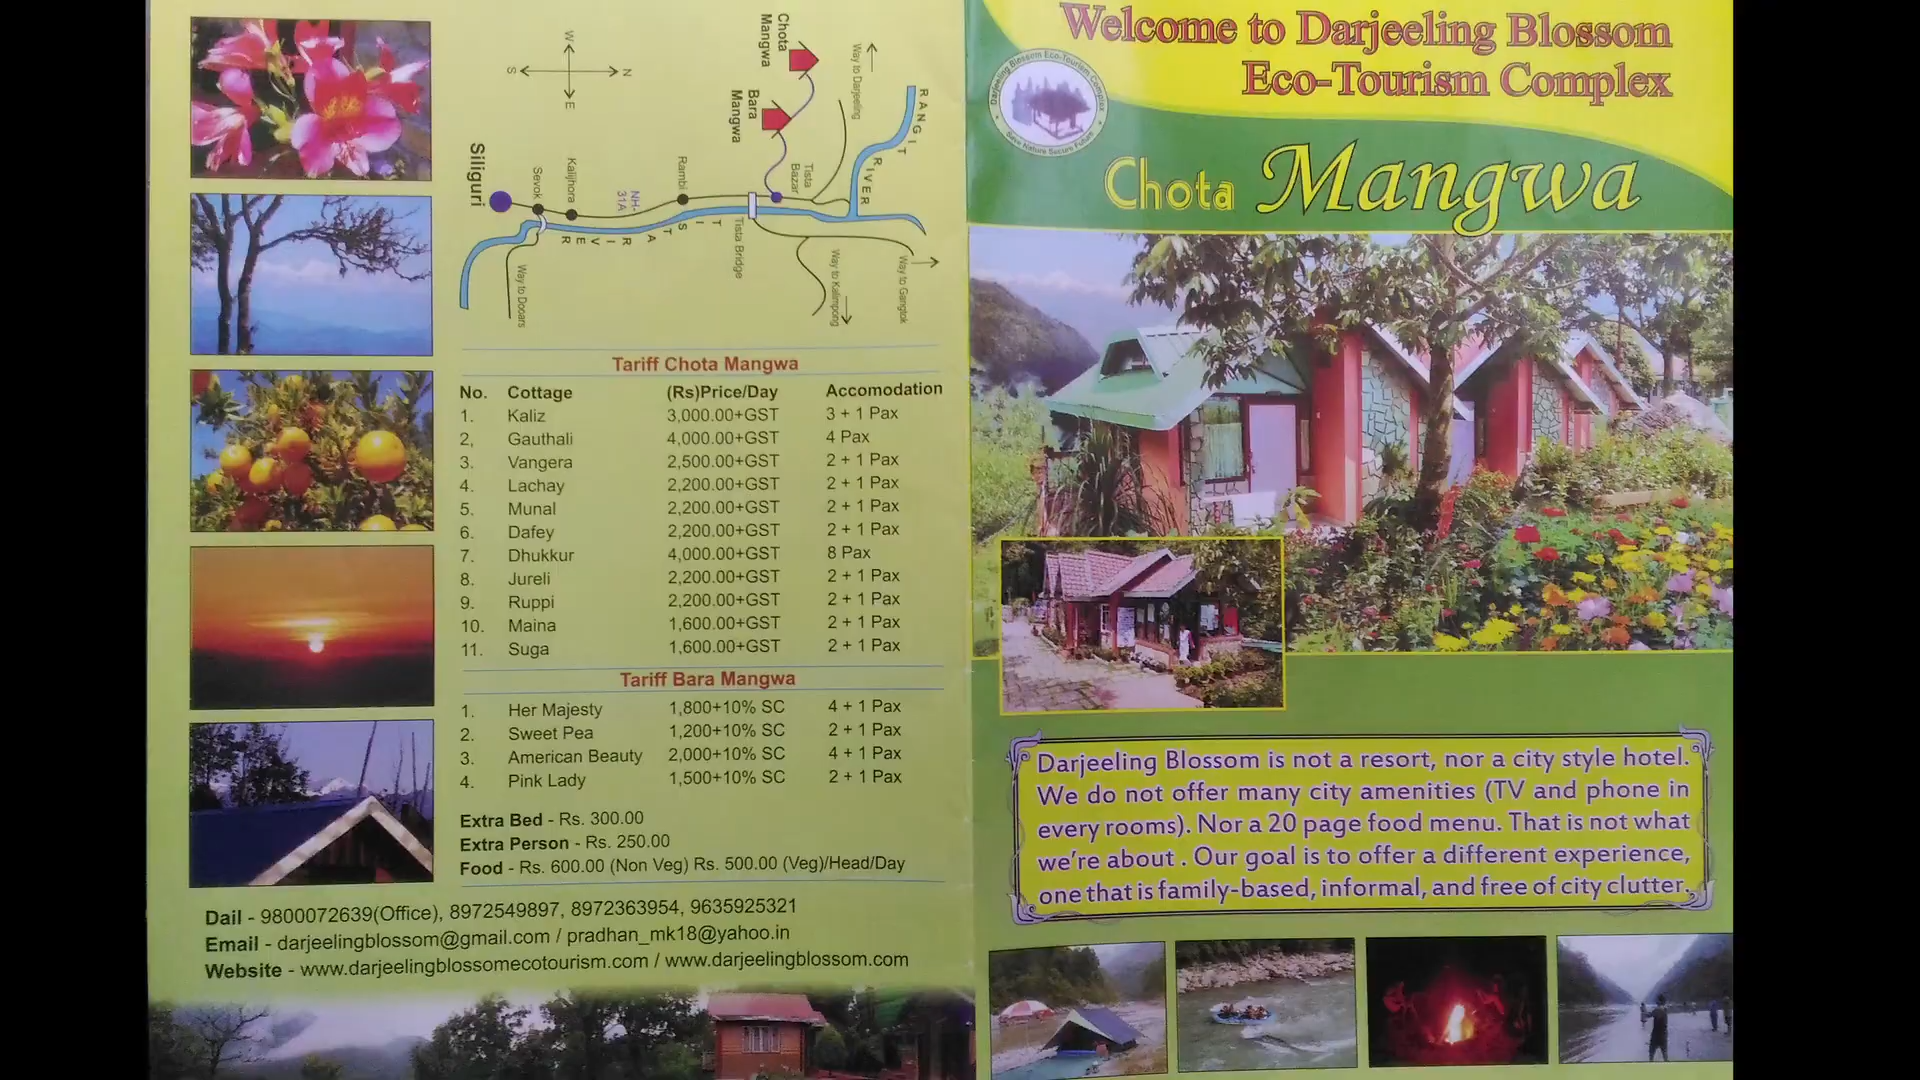 Chota
Mangwa
Bara
Mangwa
Way to Darjeeling
RANGIT RIVER
W
N
S
E
Siliguri
Sevok
Kalijhora
NH-
31A
Rambi
Tista
Bazar
Tista Bridge
TISTA RIVER
Way to Dooars
Way to Kalimpong
Way to Gangtok
Tariff Chota Mangwa
No. Cottage (Rs)Price/Day Accomodation
1. Kaliz 3,000.00+GST 3 + 1 Pax
2, Gauthali 4,000.00+GST 4 Pax
3. Vangera 2,500.00+GST 2 + 1 Pax
4. Lachay 2,200.00+GST 2 + 1 Pax
5. Munal 2,200.00+GST 2 + 1 Pax
6. Dafey 2,200.00+GST 2 + 1 Pax
7. Dhukkur 4,000.00+GST 8 Pax
8. Jureli 2,200.00+GST 2 + 1 Pax
9. Ruppi 2,200.00+GST 2 + 1 Pax
10. Maina 1,600.00+GST 2 + 1 Pax
11. Suga 1,600.00+GST 2 + 1 Pax
Tariff Bara Mangwa
1. Her Majesty 1,800+10% SC 4 + 1 Pax
2. Sweet Pea 1,200+10% SC 2 + 1 Pax
3. American Beauty 2,000+10% SC 4 + 1 Pax
4. Pink Lady 1,500+10% SC 2 + 1 Pax
Extra Bed - Rs. 300.00
Extra Person - Rs. 250.00
Food - Rs. 600.00 (Non Veg) Rs. 500.00 (Veg)/Head/Day
Dail - 9800072639(Office), 8972549897, 8972363954, 9635925321
Email - darjeelingblossom@gmail.com / pradhan_mk18@yahoo.in
Website - www.darjeelingblossomecotourism.com / www.darjeelingblossom.com
Welcome to Darjeeling Blossom
Eco-Tourism Complex
Darjeeling Blossom Eco-Tourism Complex
Save Nature Secure Future
Chota Mangwa
Darjeeling Blossom is not a resort, nor a city style hotel.
We do not offer many city amenities (TV and phone in
every rooms). Nor a 20 page food menu. That is not what
we're about . Our goal is to offer a different experience,
one that is family-based, informal, and free of city clutter.